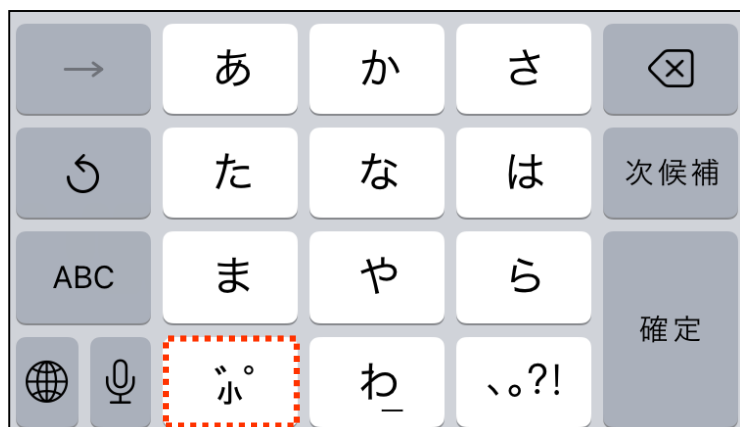 → あ か さ
た な は 次候補
ABC ま や ら 確定
゛゜小 わ_ 、。?!